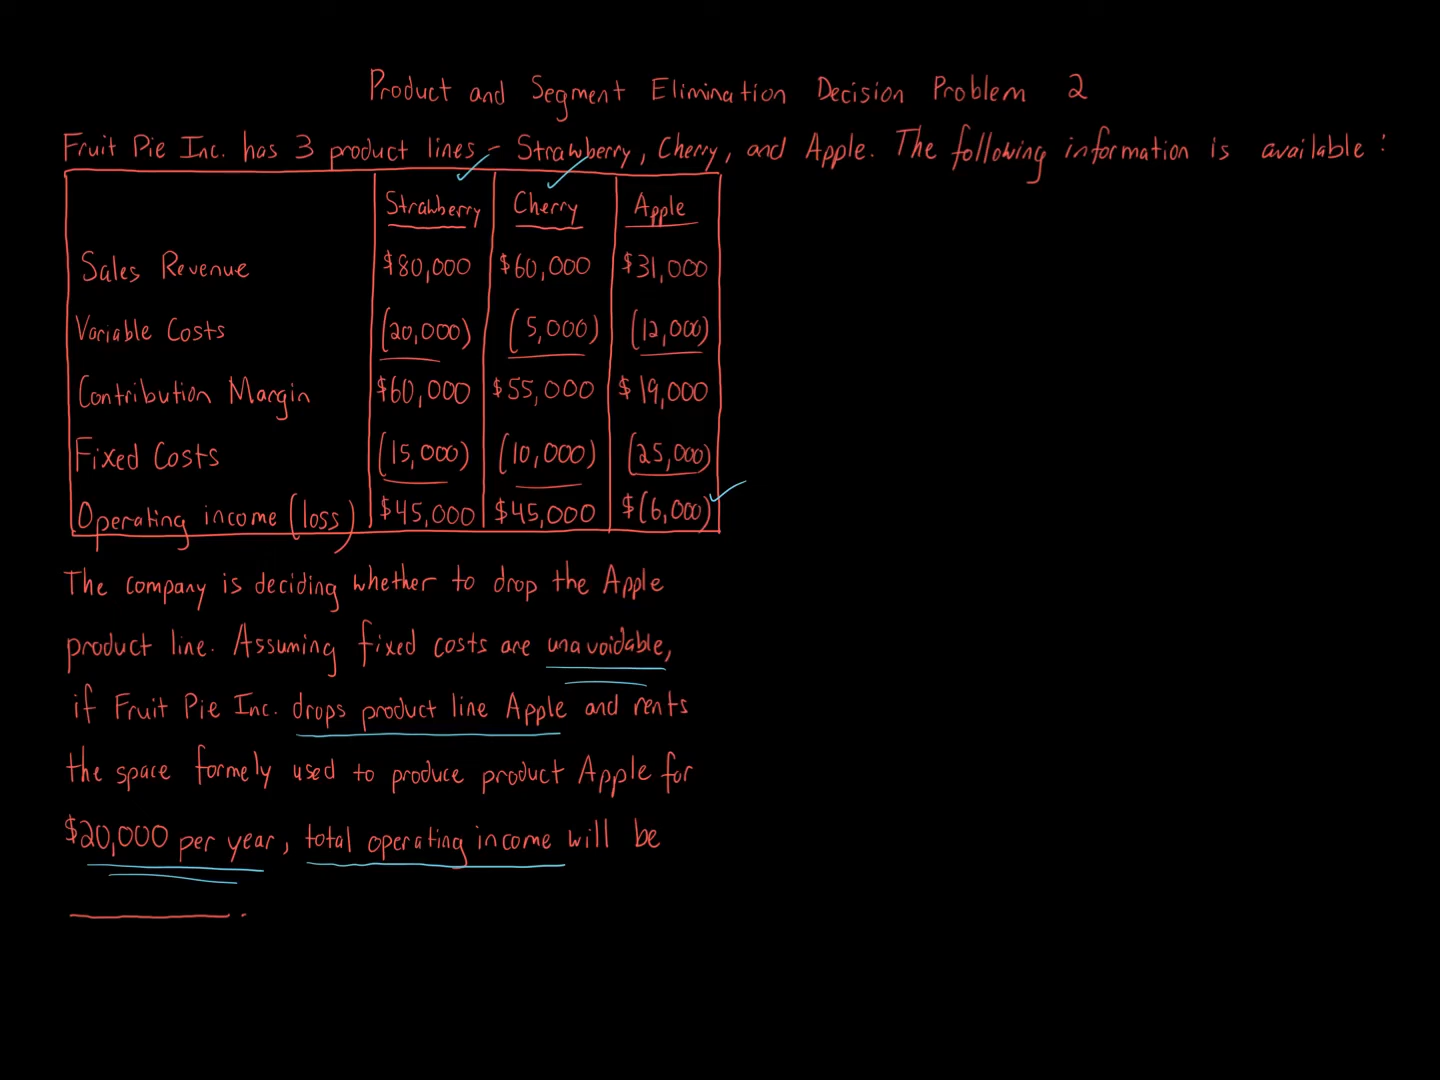 Product and Segment Elimination Decision Problem 2
Fruit Pie Inc. has 3 product lines - Strawberry, Cherry, and Apple. The following information is available:
Strawberry Cherry Apple
Sales Revenue $80,000 $60,000 $31,000
Variable Costs (20,000) (5,000) (12,000)
Contribution Margin $60,000 $55,000 $19,000
Fixed Costs (15,000) (10,000) (25,000)
Operating income (loss) $45,000 $45,000 $(6,000)
The company is deciding whether to drop the Apple
product line. Assuming fixed costs are unavoidable,
if Fruit Pie Inc. drops product line Apple and rents
the space formely used to produce product Apple for
$20,000 per year, total operating income will be
________.